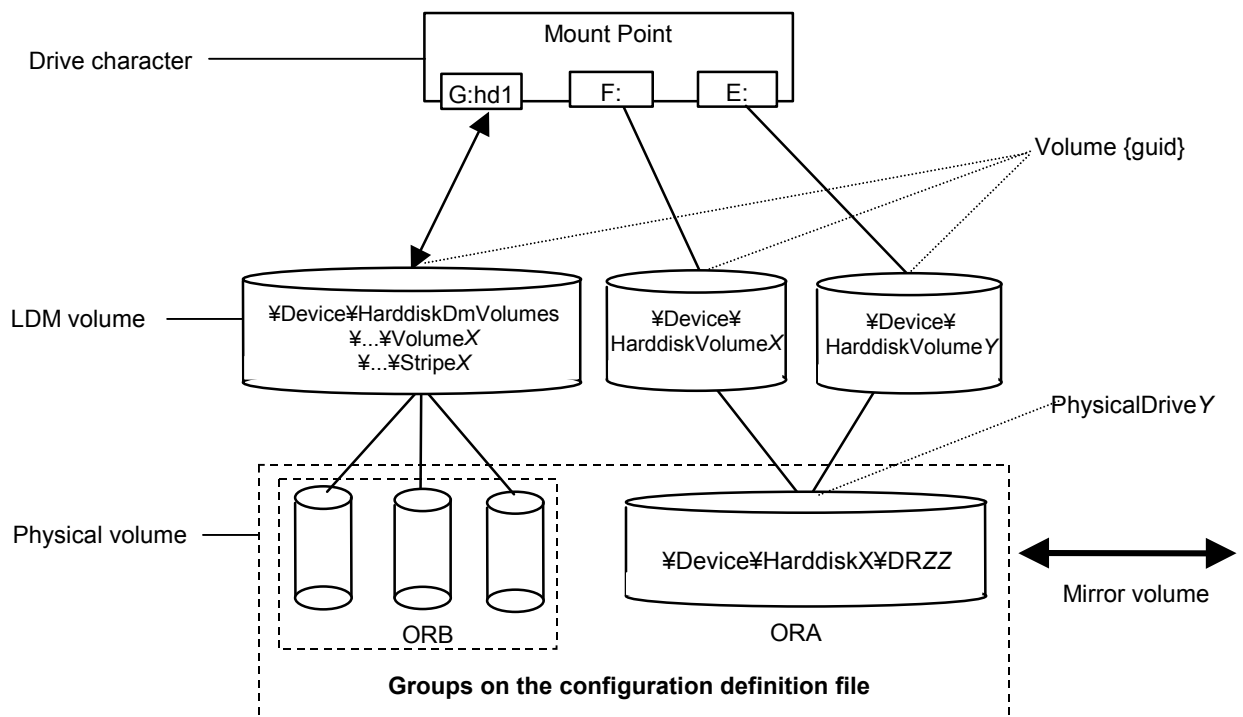 Mount Point
Drive character
G:hd1
F:
E:
Volume {guid}
LDM volume
¥Device¥HarddiskDmVolumes
¥...¥VolumeX
¥...¥StripeX
¥Device¥
HarddiskVolumeX
¥Device¥
HarddiskVolumeY
PhysicalDriveY
Physical volume
¥Device¥HarddiskX¥DRZZ
Mirror volume
ORB
ORA
Groups on the configuration definition file